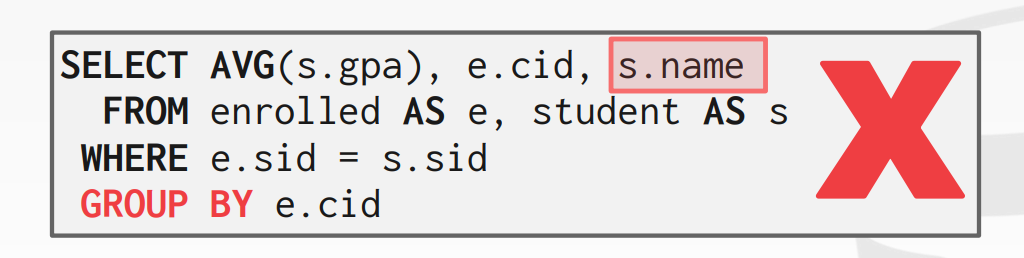 SELECT AVG(s.gpa), e.cid, s.name
FROM enrolled AS e, student AS s
WHERE e.sid = s.sid
GROUP BY e.cid